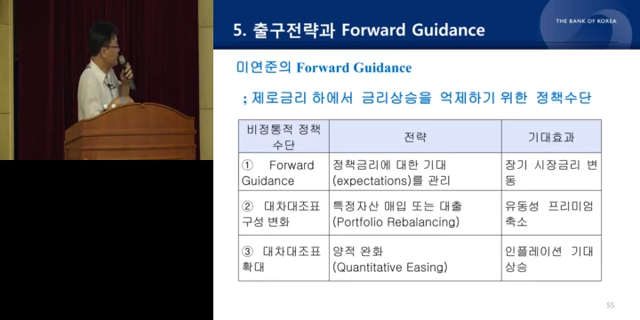 THE BANK OF KOREA
5. 출구전략과 Forward Guidance
미연준의 Forward Guidance
; 제로금리 하에서 금리상승을 억제하기 위한 정책수단
비정통적 정책
수단
전략
기대효과
① Forward
Guidance
정책금리에 대한 기대
(expectations)를 관리
장기 시장금리 변
동
② 대차대조표
구성 변화
특정자산 매입 또는 대출
(Portfolio Rebalancing)
유동성 프리미엄
축소
③ 대차대조표
확대
양적 완화
(Quantitative Easing)
인플레이션 기대
상승
55